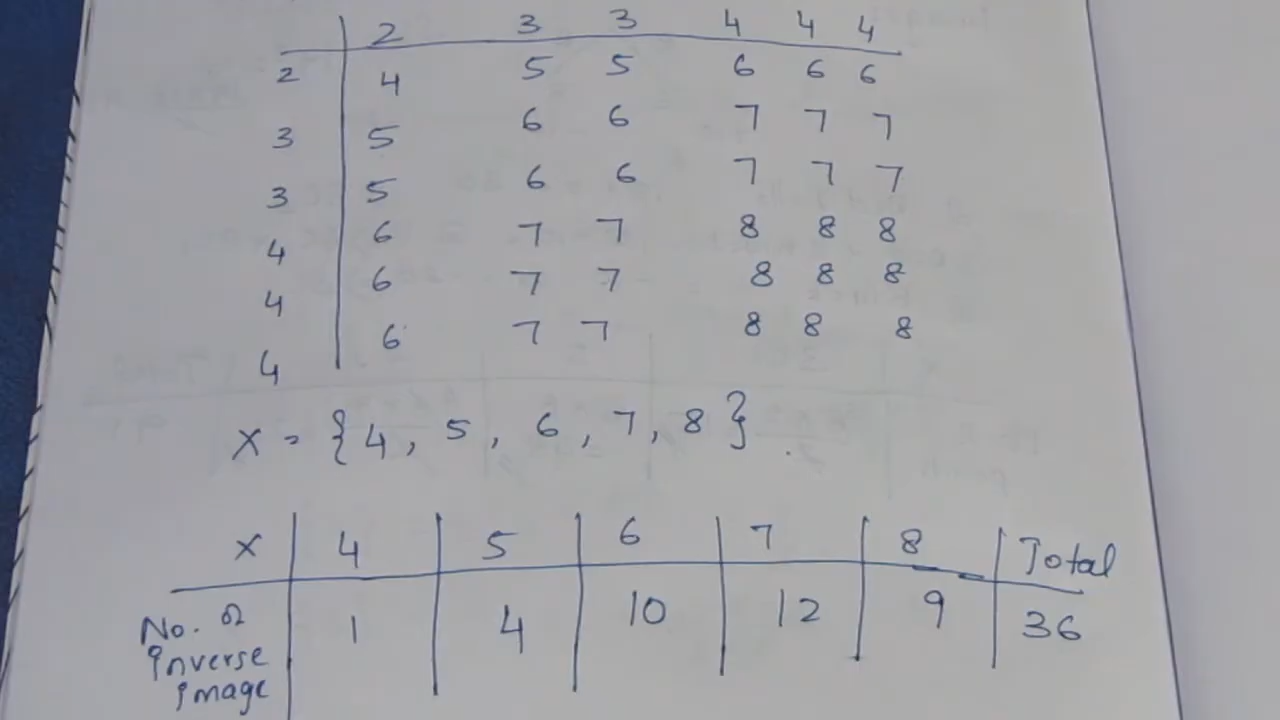 2 3 3 4 4 4
2 4 5 5 6 6 6
3 5 6 6 7 7 7
3 5 6 6 7 7 7
4 6 7 7 8 8 8
4 6 7 7 8 8 8
4 6 7 7 8 8 8
X = {4, 5, 6, 7, 8}.
X 4 5 6 7 8 Total
No. of 1 4 10 12 9 36
inverse
image